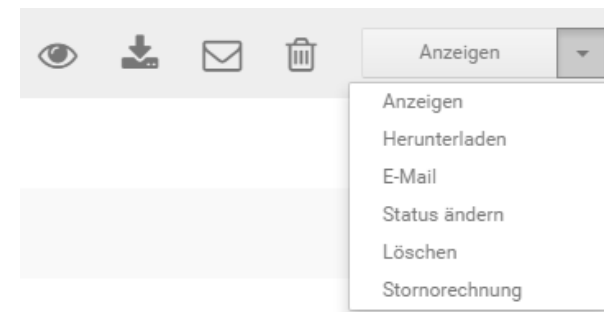 Anzeigen
Anzeigen
Herunterladen
E-Mail
Status ändern
Löschen
Stornorechnung